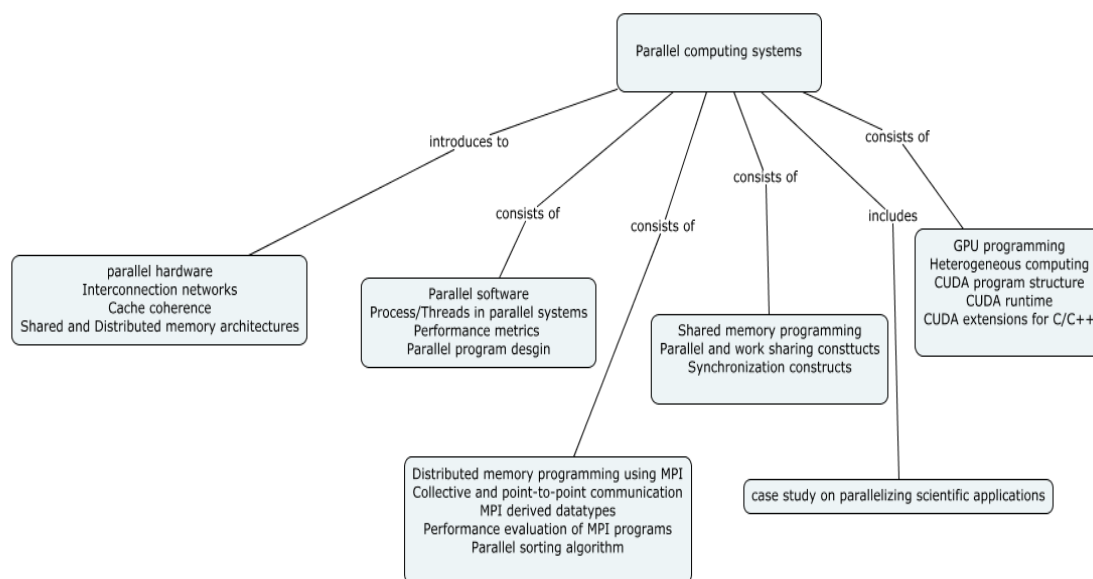 Parallel computing systems
introduces to
consists of
consists of
consists of
includes
consists of
parallel hardware
Interconnection networks
Cache coherence
Shared and Distributed memory architectures
Parallel software
Process/Threads in parallel systems
Performance metrics
Parallel program desgin
Distributed memory programming using MPI
Collective and point-to-point communication
MPI derived datatypes
Performance evaluation of MPI programs
Parallel sorting algorithm
Shared memory programming
Parallel and work sharing consttucts
Synchronization constructs
case study on parallelizing scientific applications
GPU programming
Heterogeneous computing
CUDA program structure
CUDA runtime
CUDA extensions for C/C++